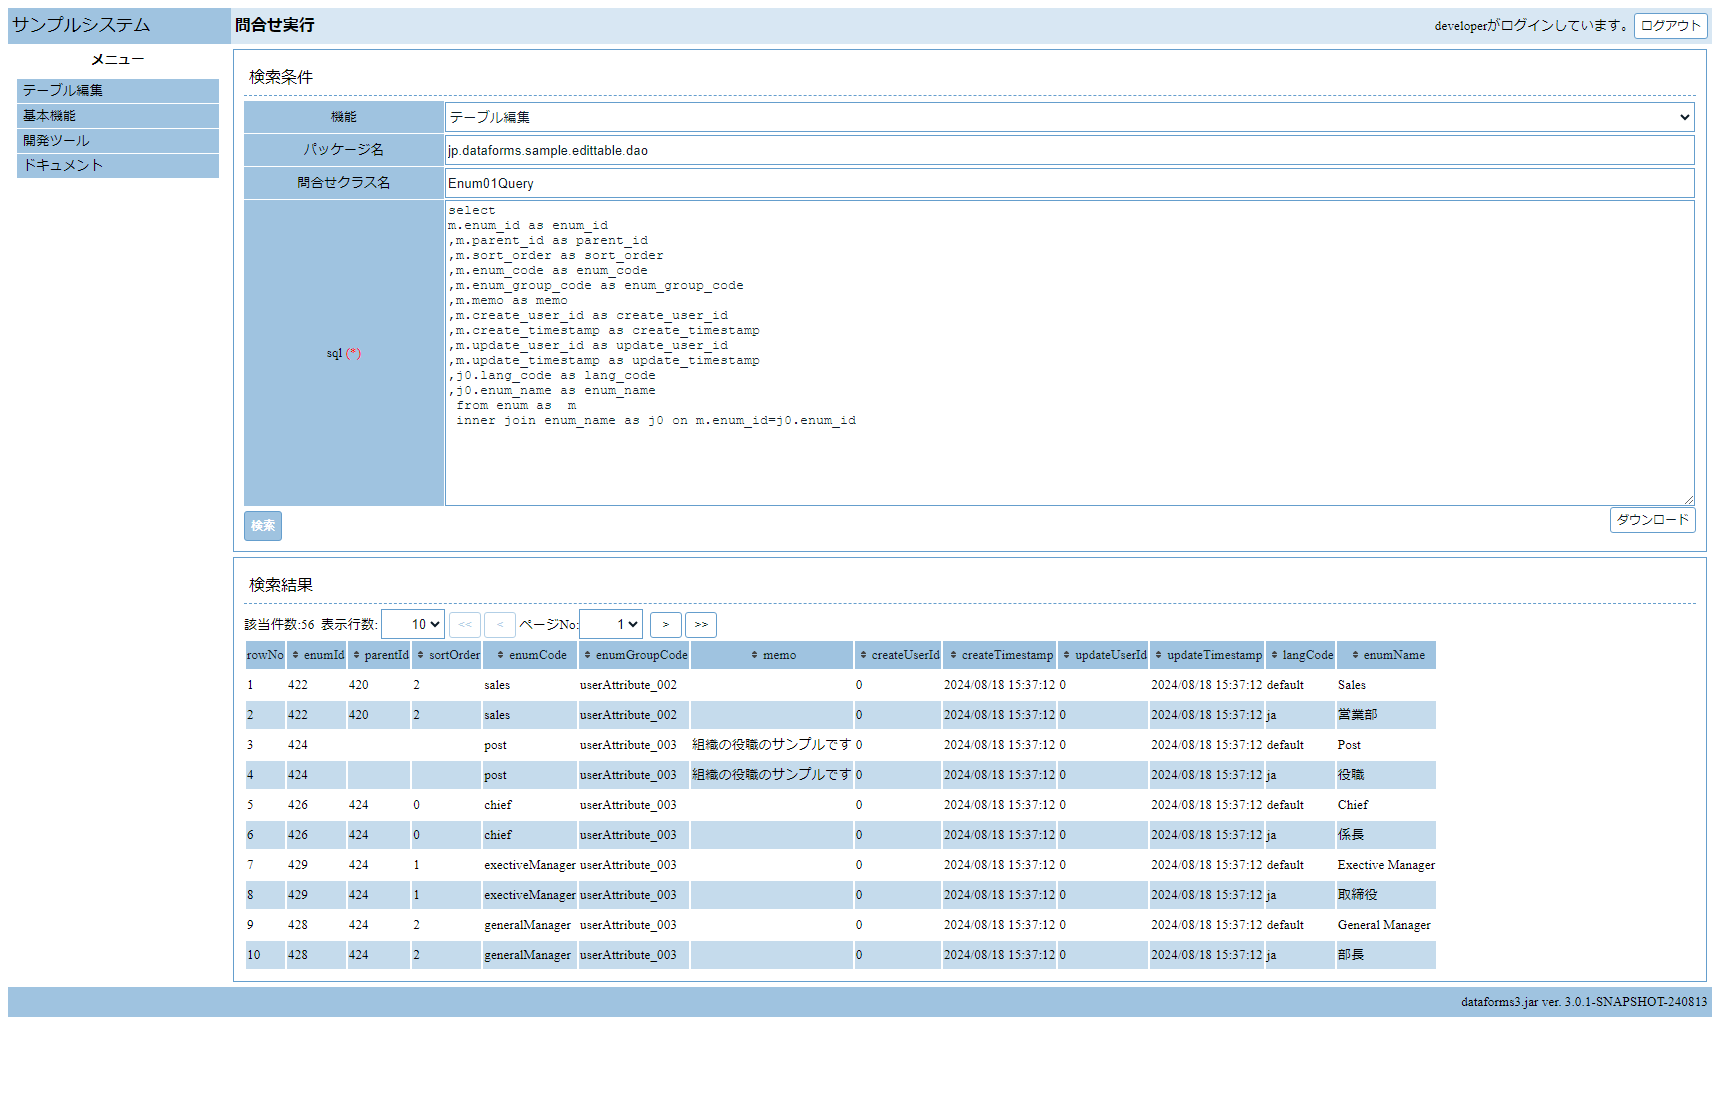 サンプルシステム
問合せ実行
developerがログインしています。 ログアウト
メニュー
テーブル編集
基本機能
開発ツール
ドキュメント
検索条件
機能 テーブル編集
パッケージ名 jp.dataforms.sample.edittable.dao
問合せクラス名 Enum01Query
sql (*)
select
m.enum_id as enum_id
,m.parent_id as parent_id
,m.sort_order as sort_order
,m.enum_code as enum_code
,m.enum_group_code as enum_group_code
,m.memo as memo
,m.create_user_id as create_user_id
,m.create_timestamp as create_timestamp
,m.update_user_id as update_user_id
,m.update_timestamp as update_timestamp
,j0.lang_code as lang_code
,j0.enum_name as enum_name
from enum as  m
inner join enum_name as j0 on m.enum_id=j0.enum_id
検索 ダウンロード
検索結果
該当件数:56 表示行数: 10 << < ページNo: 1 > >>
rowNo enumId parentId sortOrder enumCode enumGroupCode memo createUserId createTimestamp updateUserId updateTimestamp langCode enumName
1 422 420 2 sales userAttribute_002 0 2024/08/18 15:37:12 0 2024/08/18 15:37:12 default Sales
2 422 420 2 sales userAttribute_002 0 2024/08/18 15:37:12 0 2024/08/18 15:37:12 ja 営業部
3 424 post userAttribute_003 組織の役職のサンプルです 0 2024/08/18 15:37:12 0 2024/08/18 15:37:12 default Post
4 424 post userAttribute_003 組織の役職のサンプルです 0 2024/08/18 15:37:12 0 2024/08/18 15:37:12 ja 役職
5 426 424 0 chief userAttribute_003 0 2024/08/18 15:37:12 0 2024/08/18 15:37:12 default Chief
6 426 424 0 chief userAttribute_003 0 2024/08/18 15:37:12 0 2024/08/18 15:37:12 ja 係長
7 429 424 1 exectiveManager userAttribute_003 0 2024/08/18 15:37:12 0 2024/08/18 15:37:12 default Exective Manager
8 429 424 1 exectiveManager userAttribute_003 0 2024/08/18 15:37:12 0 2024/08/18 15:37:12 ja 取締役
9 428 424 2 generalManager userAttribute_003 0 2024/08/18 15:37:12 0 2024/08/18 15:37:12 default General Manager
10 428 424 2 generalManager userAttribute_003 0 2024/08/18 15:37:12 0 2024/08/18 15:37:12 ja 部長
dataforms3.jar ver. 3.0.1-SNAPSHOT-240813